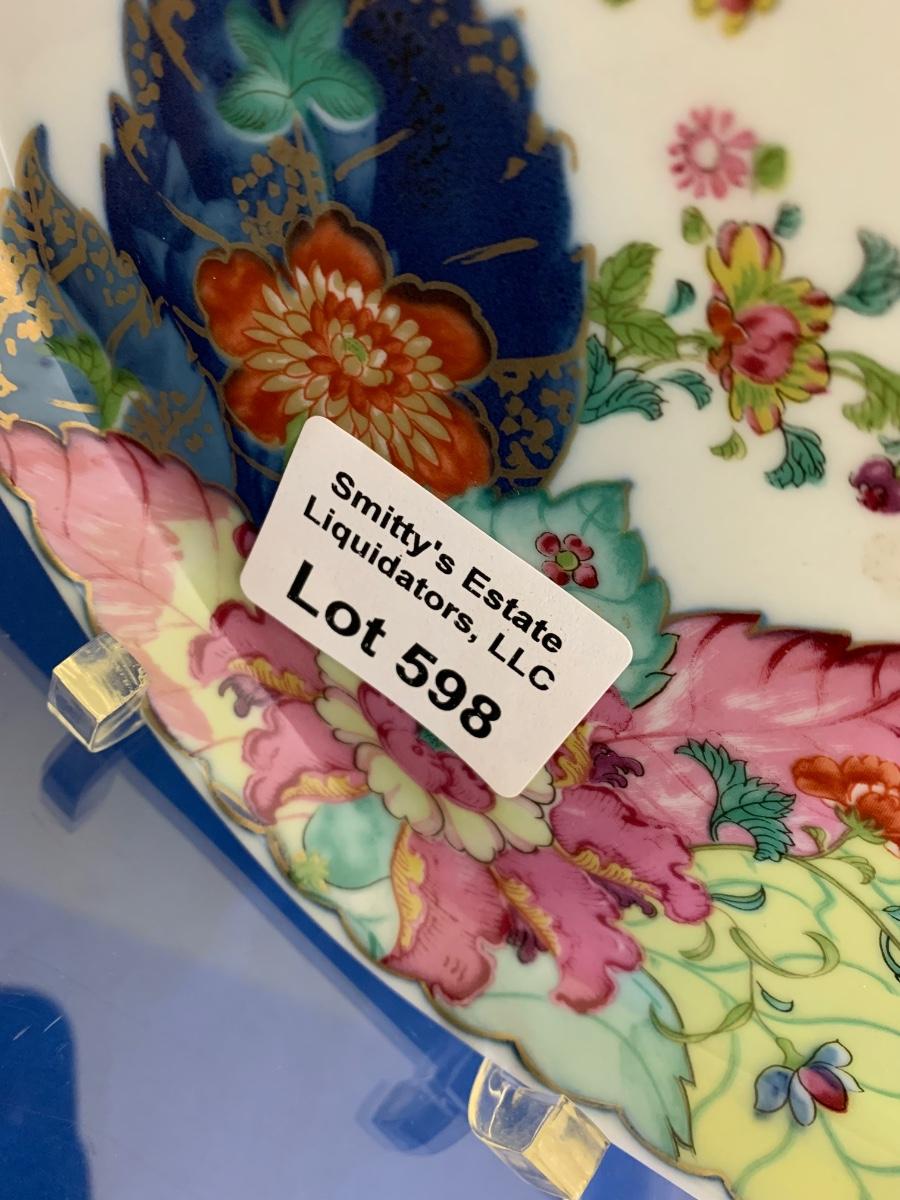 Smitty's Estate
Liquidators, LLC
Lot 598